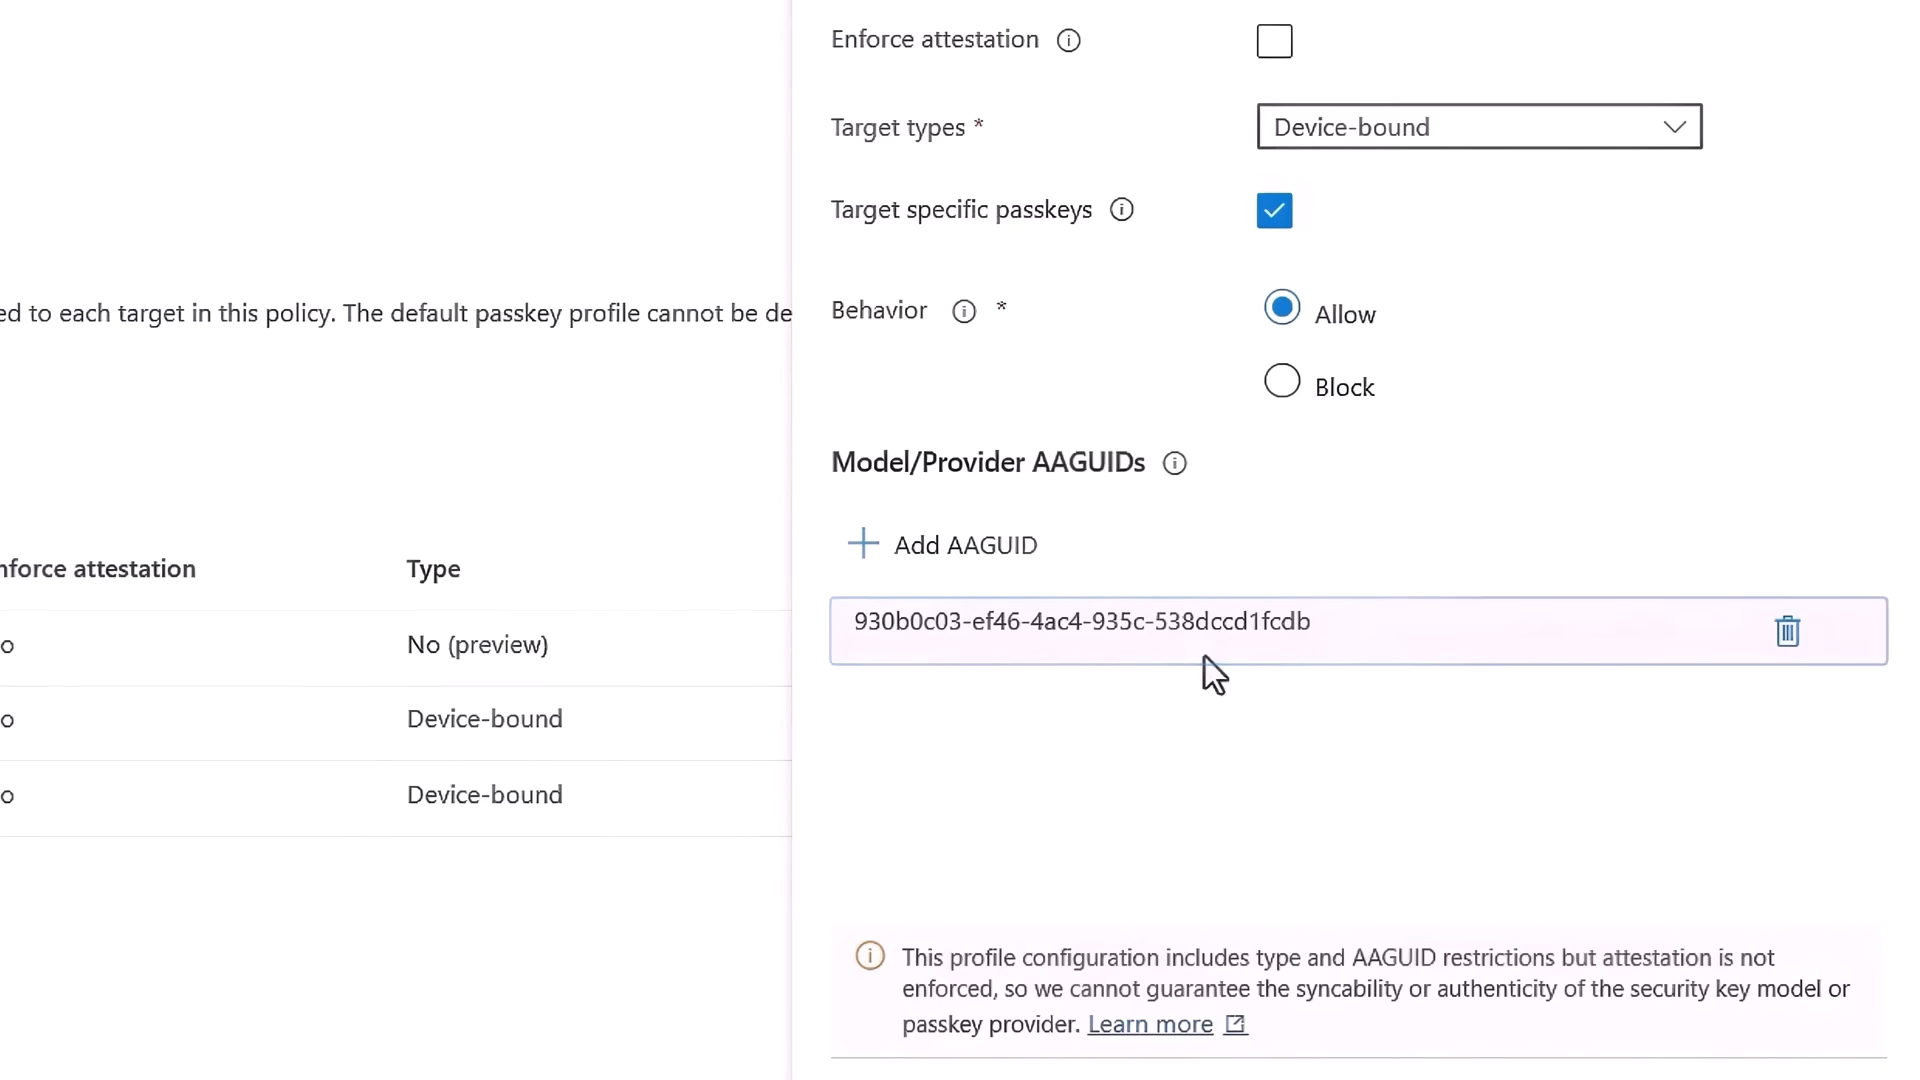 Enforce attestation
Target types *
Device-bound
Target specific passkeys
Behavior *
Allow
Block
Model/Provider AAGUIDs
Add AAGUID
930b0c03-ef46-4ac4-935c-538dccd1fcdb
This profile configuration includes type and AAGUID restrictions but attestation is not
enforced, so we cannot guarantee the syncability or authenticity of the security key model or
passkey provider. Learn more
ed to each target in this policy. The default passkey profile cannot be de
nforce attestation Type
o No (preview)
o Device-bound
o Device-bound